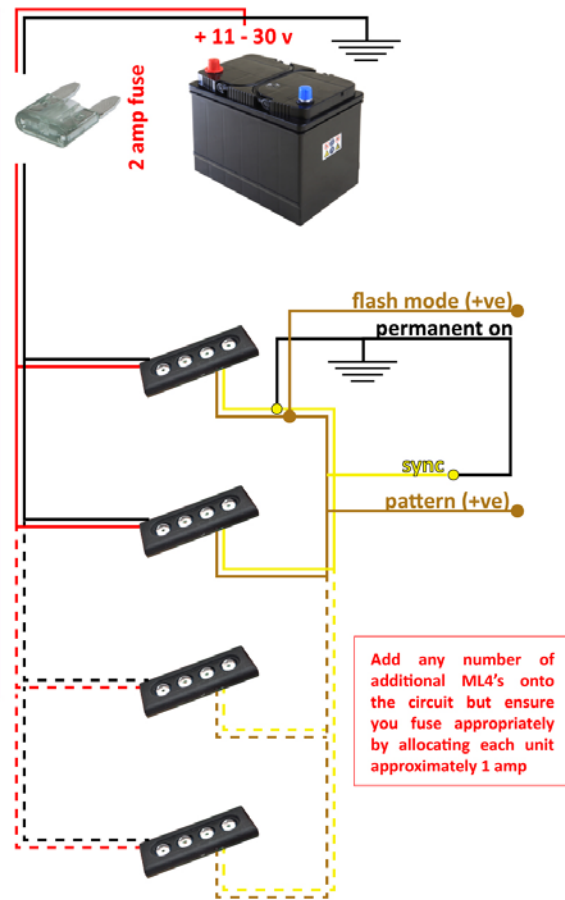 + 11 - 30 v
2 amp fuse
flash mode (+ve)
permanent on
sync
pattern (+ve)
Add any number of
additional ML4's onto
the circuit but ensure
you fuse appropriately
by allocating each unit
approximately 1 amp